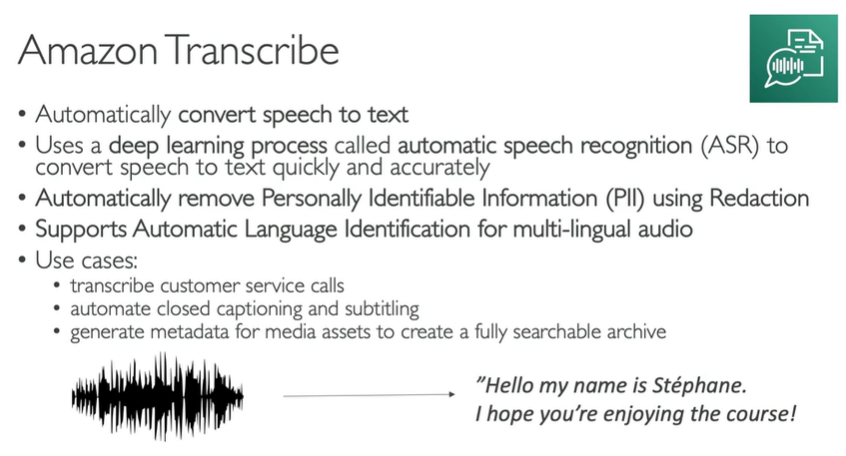 Amazon Transcribe
• Automatically convert speech to text
• Uses a deep learning process called automatic speech recognition (ASR) to
convert speech to text quickly and accurately
• Automatically remove Personally Identifiable Information (PII) using Redaction
• Supports Automatic Language Identification for multi-lingual audio
• Use cases:
• transcribe customer service calls
• automate closed captioning and subtitling
• generate metadata for media assets to create a fully searchable archive
”Hello my name is Stéphane.
I hope you’re enjoying the course!